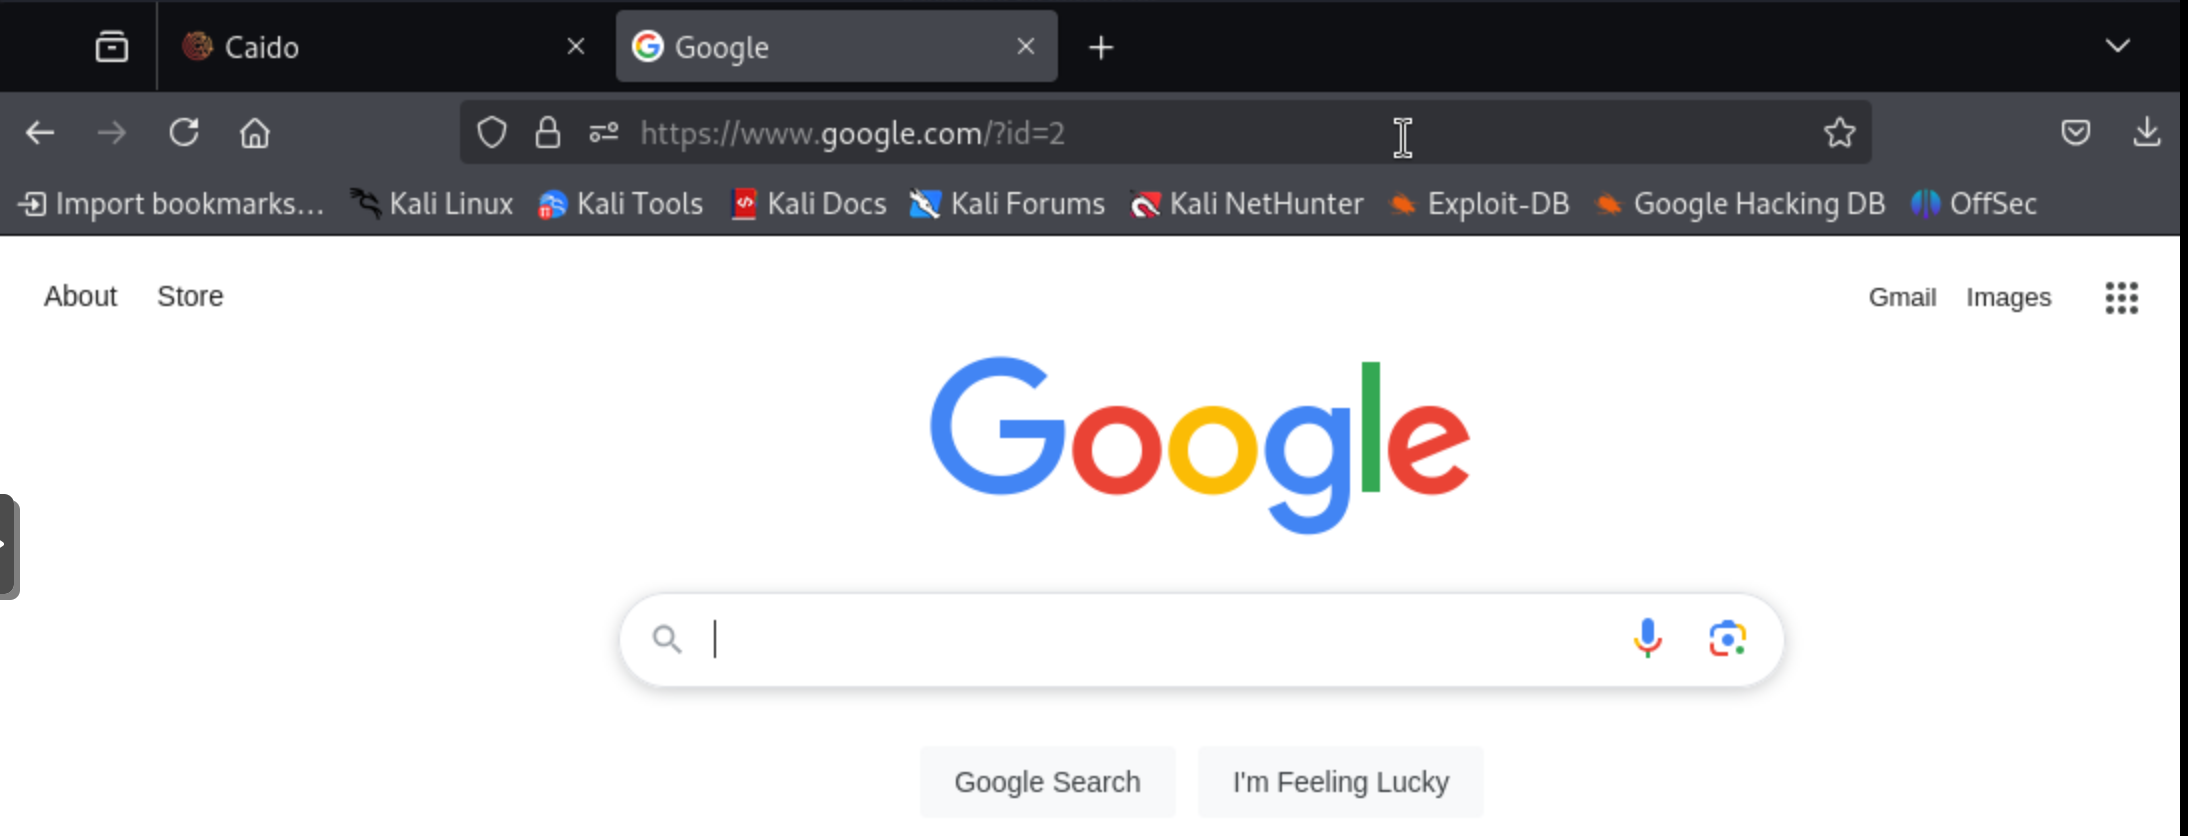 Caido Google
https://www.google.com/?id=2
Import bookmarks... Kali Linux Kali Tools Kali Docs Kali Forums Kali NetHunter Exploit-DB Google Hacking DB OffSec
About Store Gmail Images
Google
Google Search I'm Feeling Lucky